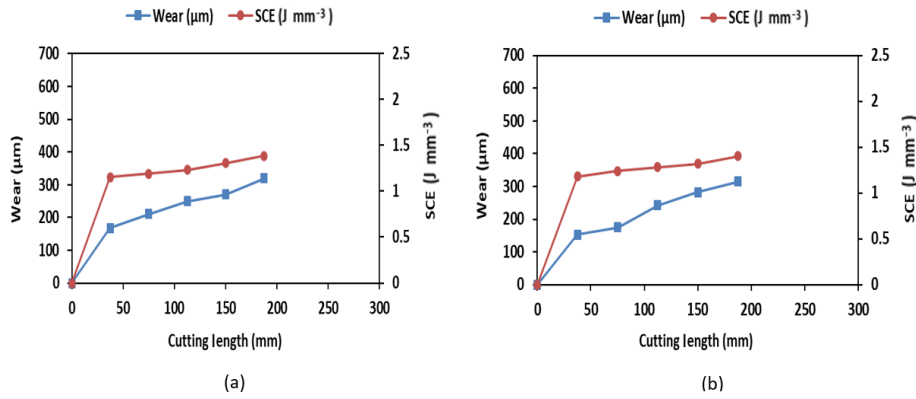 Wear (µm) SCE (J mm⁻³)
700
600
500
400
300
200
100
0
Wear (µm)
2.5
2
1.5
1
0.5
0
SCE (J mm⁻³)
0 50 100 150 200 250 300
Cutting length (mm)
(a)
Wear (µm) SCE (J mm⁻³)
700
600
500
400
300
200
100
0
Wear (µm)
2.5
2
1.5
1
0.5
0
SCE (J mm⁻³)
0 50 100 150 200 250 300
Cutting length (mm)
(b)